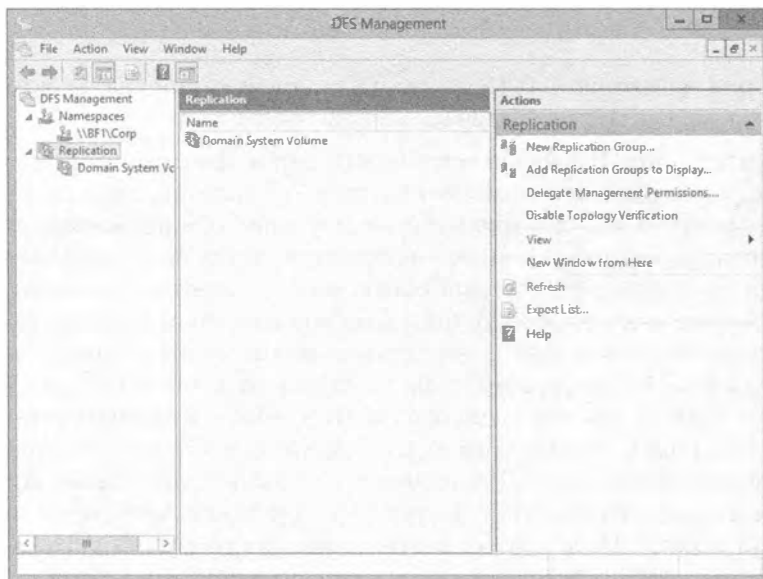 DFS Management
File Action View Window Help
DFS Management
Namespaces
\\BF1\Corp
Replication
Domain System Vc
Replication
Name
Domain System Volume
Actions
Replication
New Replication Group...
Add Replication Groups to Display...
Delegate Management Permissions...
Disable Topology Verification
View
New Window from Here
Refresh
Export List...
Help